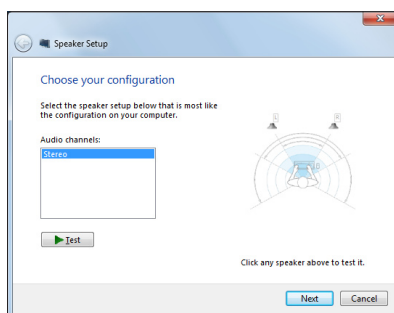 Speaker Setup
Choose your configuration
Select the speaker setup below that is most like
the configuration on your computer.
Audio channels:
Stereo
Test
L
R
Click any speaker above to test it.
Next
Cancel